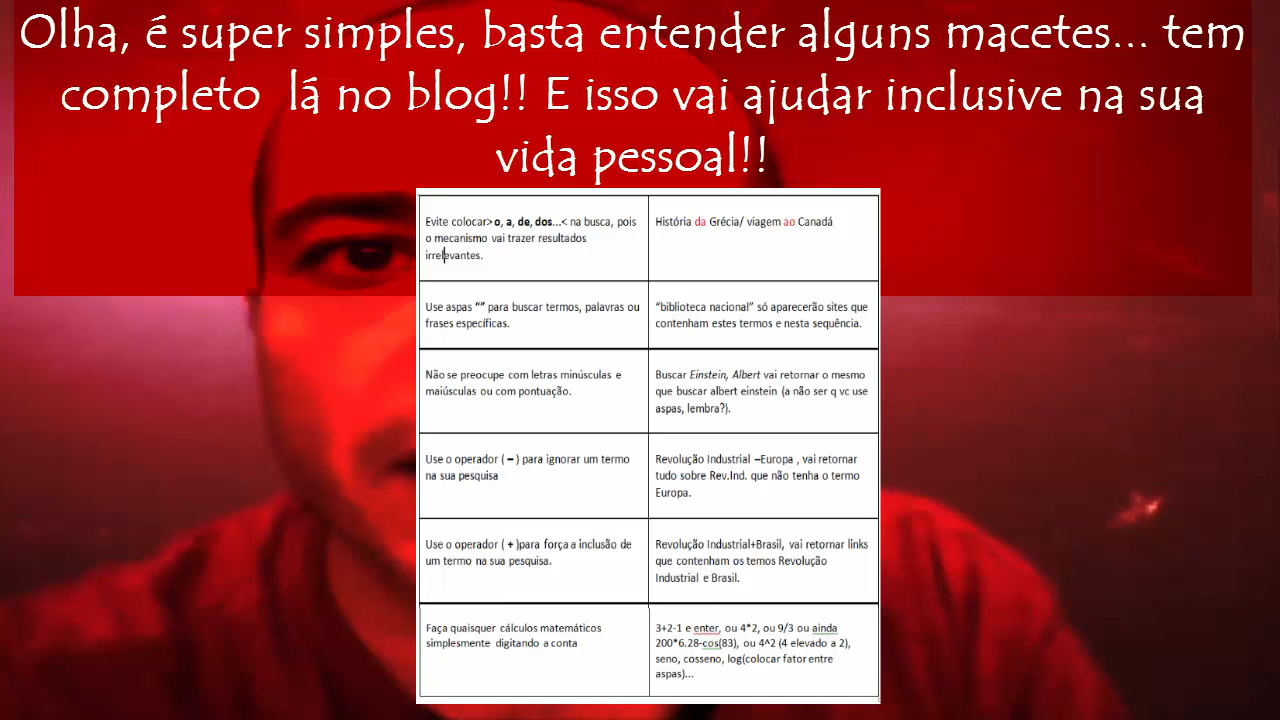 Olha, é super simples, basta entender alguns macetes... tem
completo lá no blog!! E isso vai ajudar inclusive na sua
vida pessoal!!
Evite colocar>o, a, de, dos...< na busca, pois
o mecanismo vai trazer resultados
irrelevantes.
História da Grécia/ viagem ao Canadá
Use aspas “” para buscar termos, palavras ou
frases específicas.
“biblioteca nacional” só aparecerão sites que
contenham estes termos e nesta sequência.
Não se preocupe com letras minúsculas e
maiúsculas ou com pontuação.
Buscar Einstein, Albert vai retornar o mesmo
que buscar albert einstein (a não ser q vc use
aspas, lembra?).
Use o operador ( – ) para ignorar um termo
na sua pesquisa
Revolução Industrial –Europa , vai retornar
tudo sobre Rev.Ind. que não tenha o termo
Europa.
Use o operador ( + )para força a inclusão de
um termo na sua pesquisa.
Revolução Industrial+Brasil, vai retornar links
que contenham os temos Revolução
Industrial e Brasil.
Faça quaisquer cálculos matemáticos
simplesmente digitando a conta
3+2-1 e enter, ou 4*2, ou 9/3 ou ainda
200*6.28-cos(83), ou 4^2 (4 elevado a 2),
seno, cosseno, log(colocar fator entre
aspas)...